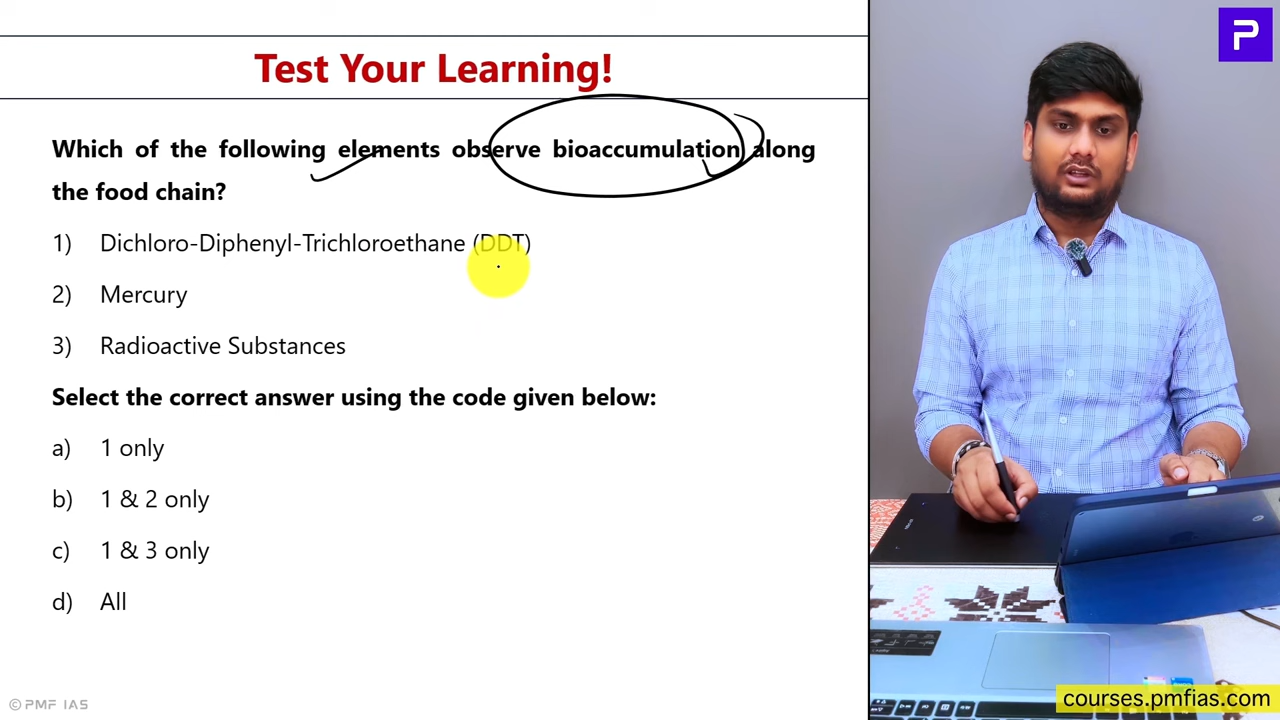 Test Your Learning!
Which of the following elements observe bioaccumulation along
the food chain?
1) Dichloro-Diphenyl-Trichloroethane (DDT)
2) Mercury
3) Radioactive Substances
Select the correct answer using the code given below:
a) 1 only
b) 1 & 2 only
c) 1 & 3 only
d) All
© PMF IAS
P
courses.pmfias.com